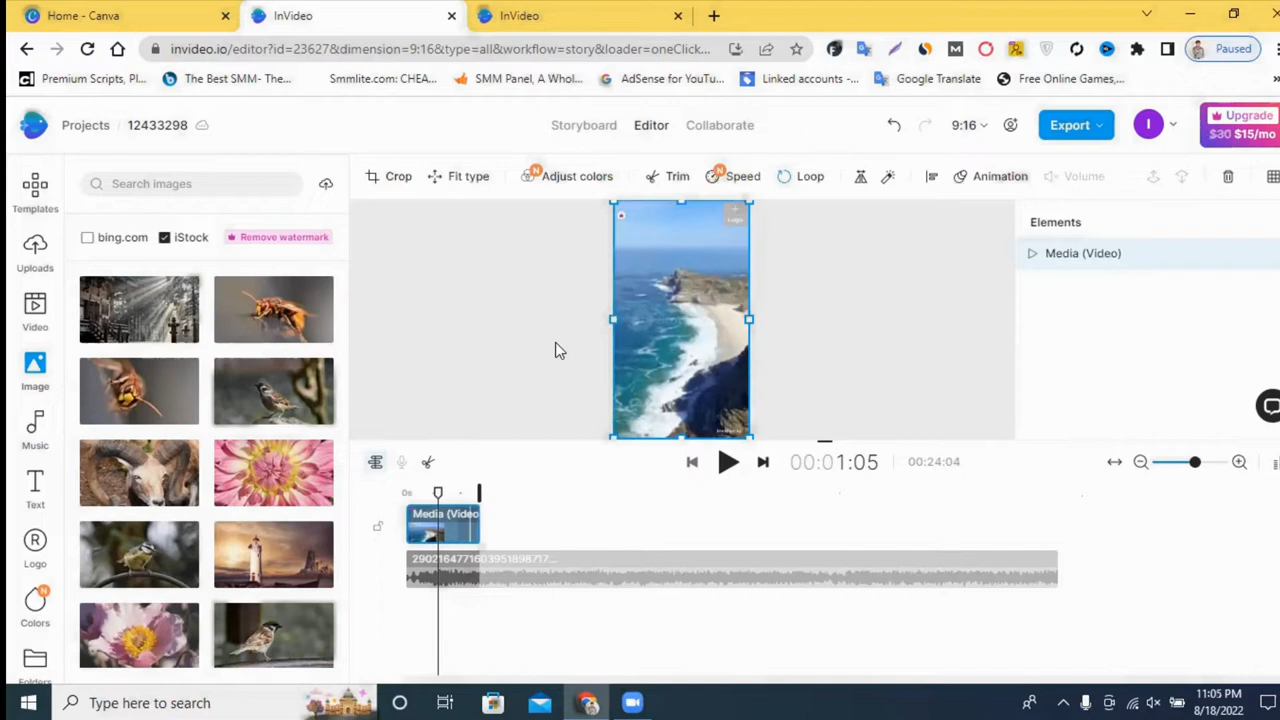 Home - Canva
InVideo
InVideo
invideo.io/editor?id=23627&dimension=9:16&type=all&workflow=story&loader=oneClick...
Paused
Premium Scripts, Pl...
The Best SMM- The...
Smmlite.com: CHEA...
SMM Panel, A Whol...
AdSense for YouTu...
Linked accounts -...
Google Translate
Free Online Games,...
Projects
12433298
Storyboard
Editor
Collaborate
9:16
Export
I
Upgrade
$30 $15/mo
Templates
Search images
Crop
Fit type
N
Adjust colors
Trim
N
Speed
Loop
Animation
Volume
bing.com
iStock
Remove watermark
Elements
Media (Video)
Uploads
Video
Image
Music
Text
Logo
N
Colors
Folders
00:01:05
00:24:04
0s
Media (Video
2902164771603951898717...
Type here to search
11:05 PM
8/18/2022